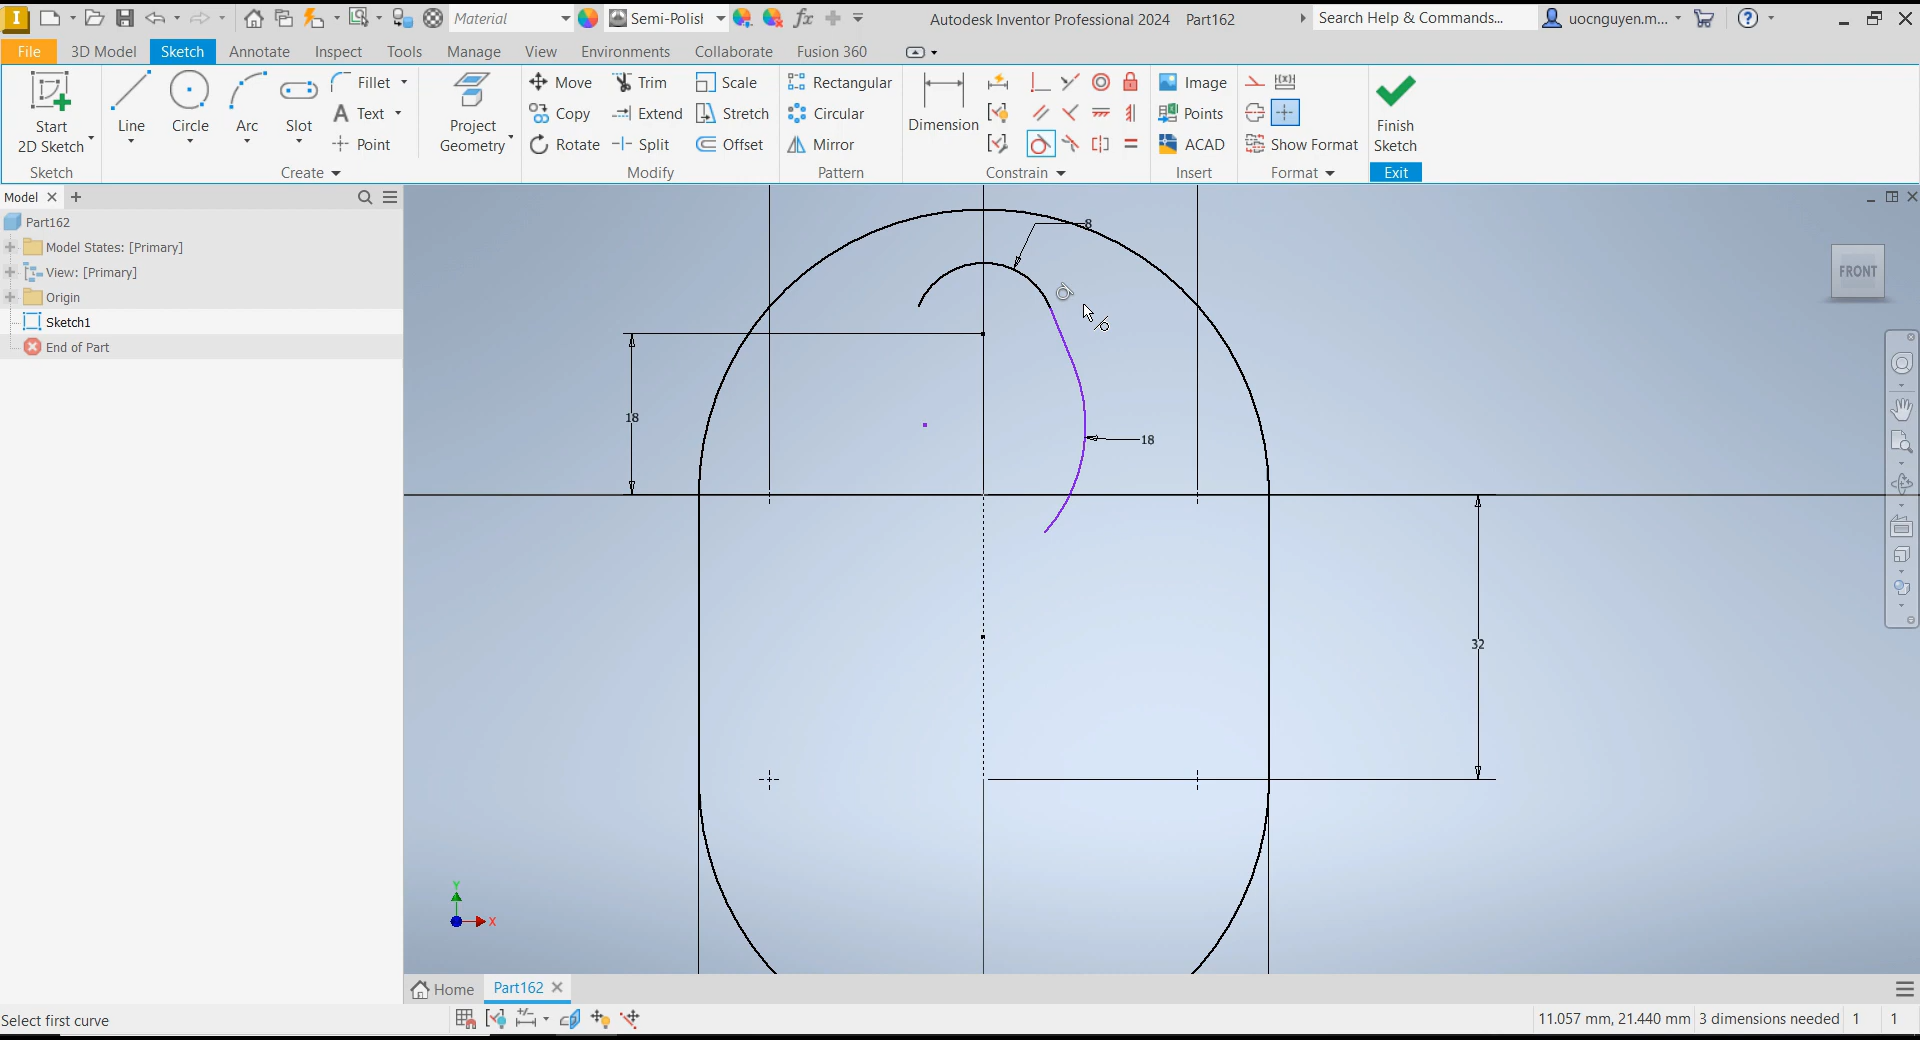 I Material Semi-Polisl fx Autodesk Inventor Professional 2024 Part162 Search Help & Commands... uocnguyen.m... ?
File 3D Model Sketch Annotate Inspect Tools Manage View Environments Collaborate Fusion 360
Start 2D Sketch Line Circle Arc Slot Fillet Text Point Project Geometry Move Copy Rotate Trim Extend Split Scale Stretch Offset Rectangular Circular Mirror Dimension Image Points ACAD Show Format Finish Sketch
Sketch Create Modify Pattern Constrain Insert Format Exit
Model
Part162
Model States: [Primary]
View: [Primary]
Origin
Sketch1
End of Part
8
FRONT
18
18
32
Y
X
Home Part162
Select first curve 11.057 mm, 21.440 mm 3 dimensions needed 1 1